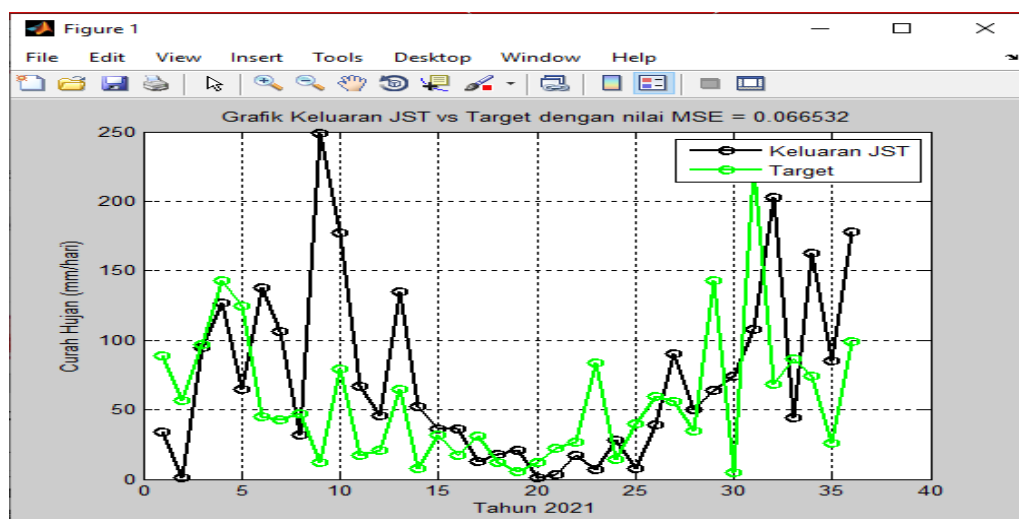 Figure 1
File Edit View Insert Tools Desktop Window Help
Grafik Keluaran JST vs Target dengan nilai MSE = 0.066532
Keluaran JST
Target
Curah Hujan (mm/hari)
250
200
150
100
50
0
0 5 10 15 20 25 30 35 40
Tahun 2021